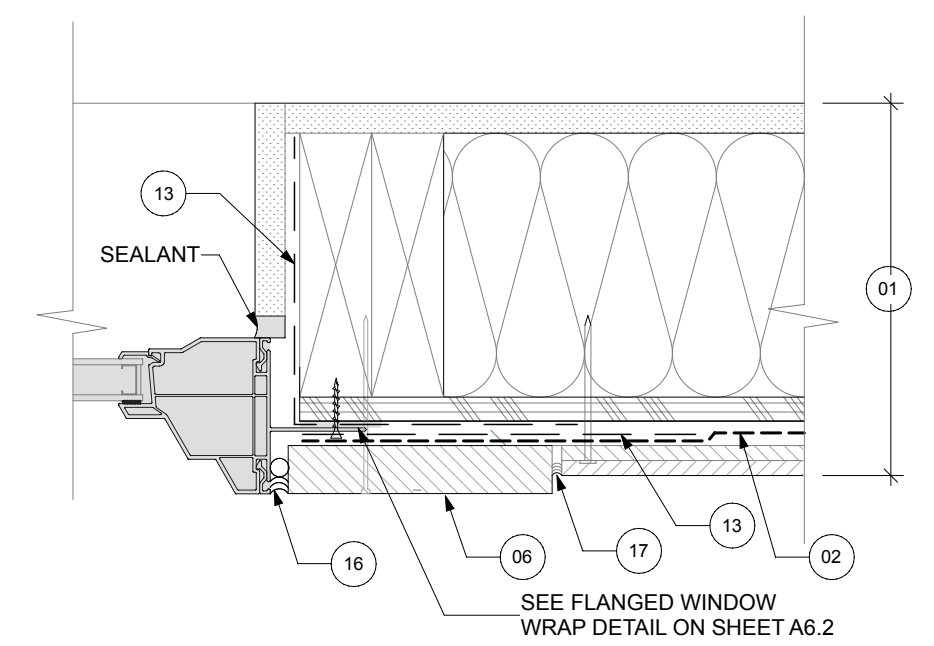 13
SEALANT
01
16
06
17
13
02
SEE FLANGED WINDOW
WRAP DETAIL ON SHEET A6.2